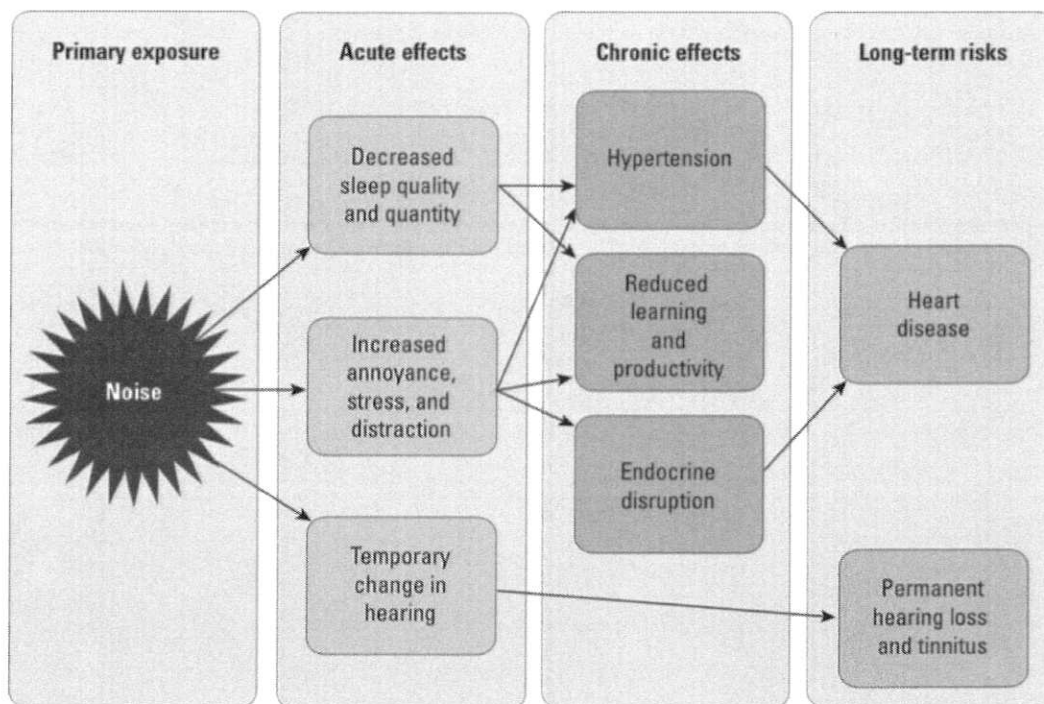 Primary exposure
Acute effects
Chronic effects
Long-term risks
Noise
Decreased
sleep quality
and quantity
Increased
annoyance,
stress, and
distraction
Temporary
change in
hearing
Hypertension
Reduced
learning
and
productivity
Endocrine
disruption
Heart
disease
Permanent
hearing loss
and tinnitus